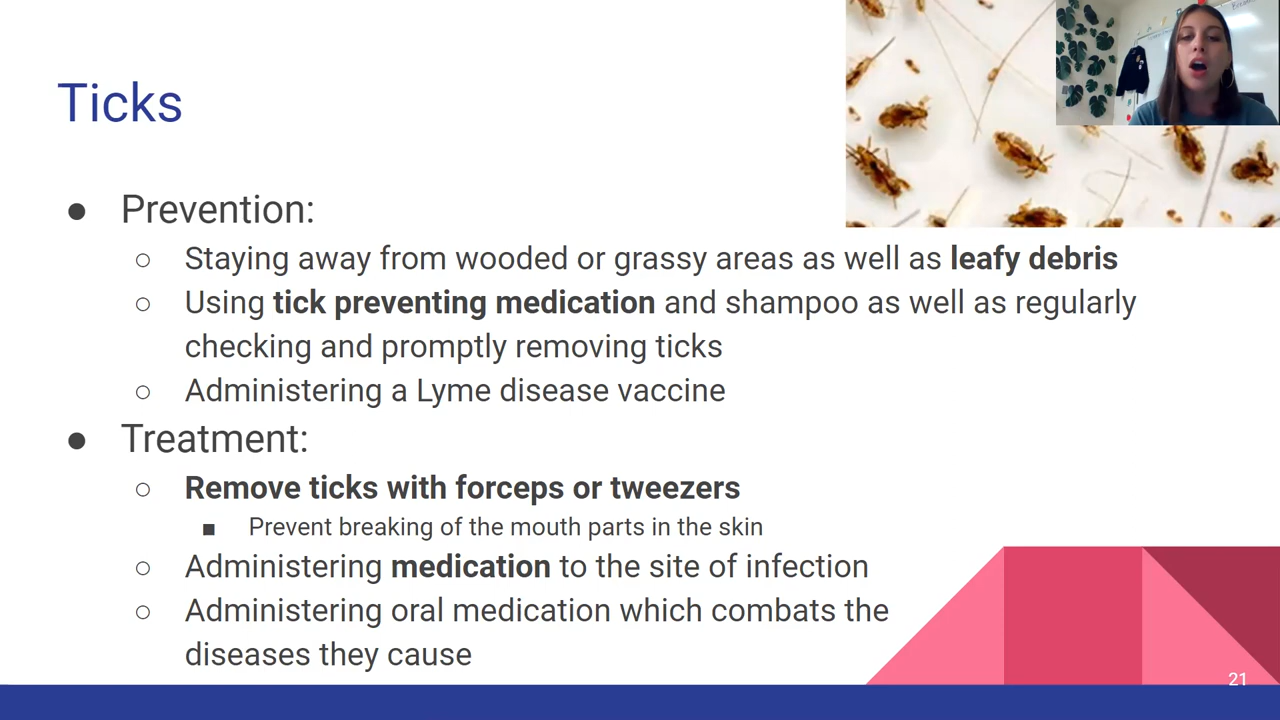 Ticks
● Prevention:
○ Staying away from wooded or grassy areas as well as leafy debris
○ Using tick preventing medication and shampoo as well as regularly
checking and promptly removing ticks
○ Administering a Lyme disease vaccine
● Treatment:
○ Remove ticks with forceps or tweezers
■ Prevent breaking of the mouth parts in the skin
○ Administering medication to the site of infection
○ Administering oral medication which combats the
diseases they cause
21